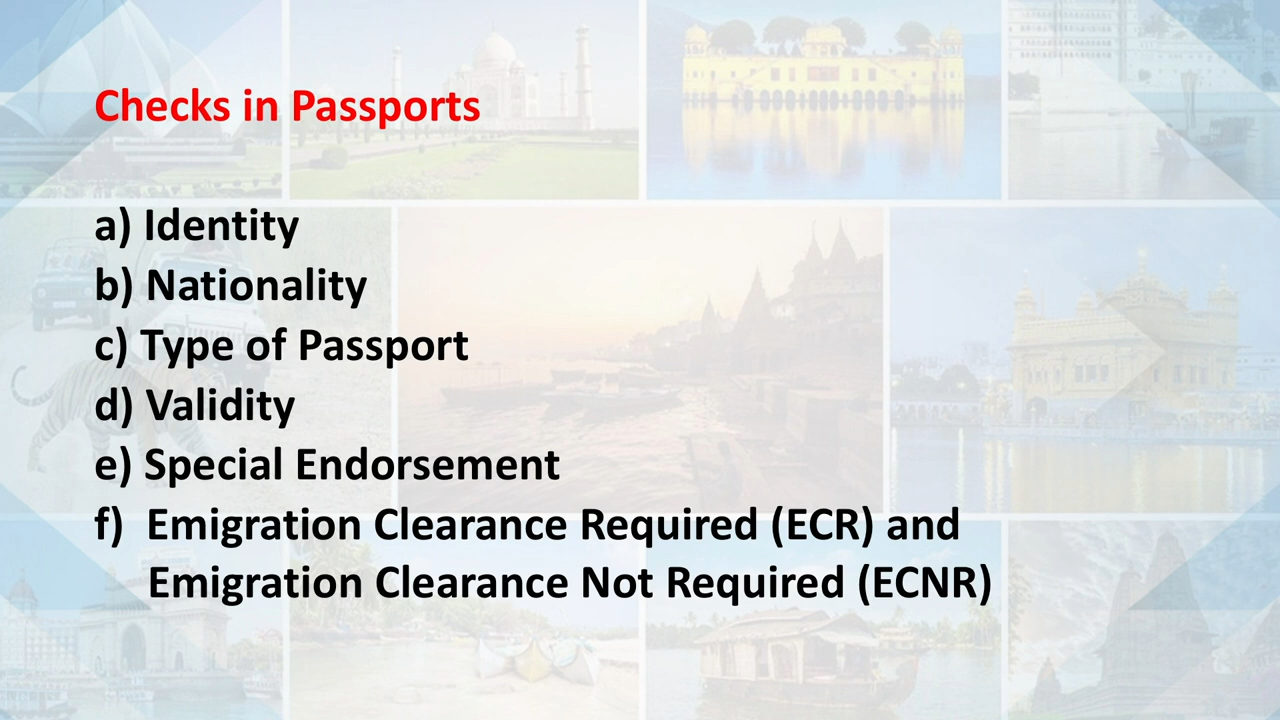 Checks in Passports
a) Identity
b) Nationality
c) Type of Passport
d) Validity
e) Special Endorsement
f) Emigration Clearance Required (ECR) and
Emigration Clearance Not Required (ECNR)